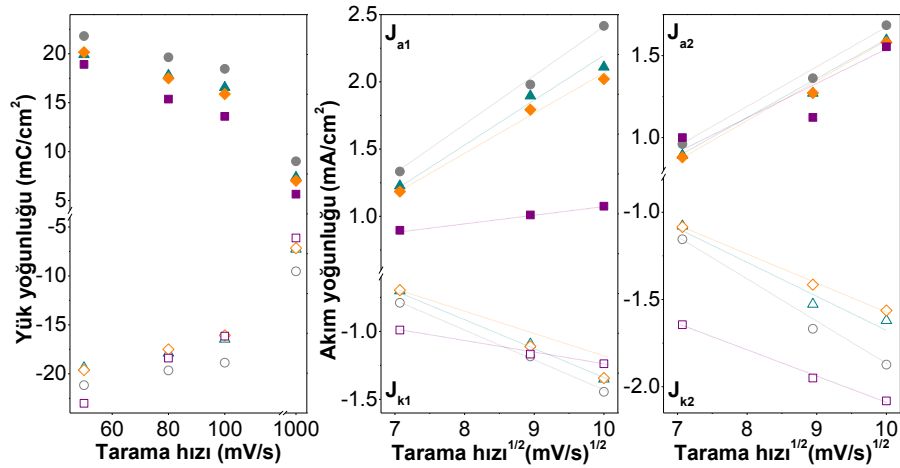 Yük yoğunluğu (mC/cm²)
20
15
10
5
-5
-10
-15
-20
60 80 100 1000
Tarama hızı (mV/s)
Akım yoğunluğu (mA/cm²)
J_a1
2.5
2.0
1.5
1.0
-1.0
-1.5
J_k1
7 8 9 10
Tarama hızı^1/2(mV/s)^1/2
J_a2
1.5
1.0
-1.0
-1.5
-2.0
J_k2
7 8 9 10
Tarama hızı^1/2(mV/s)^1/2